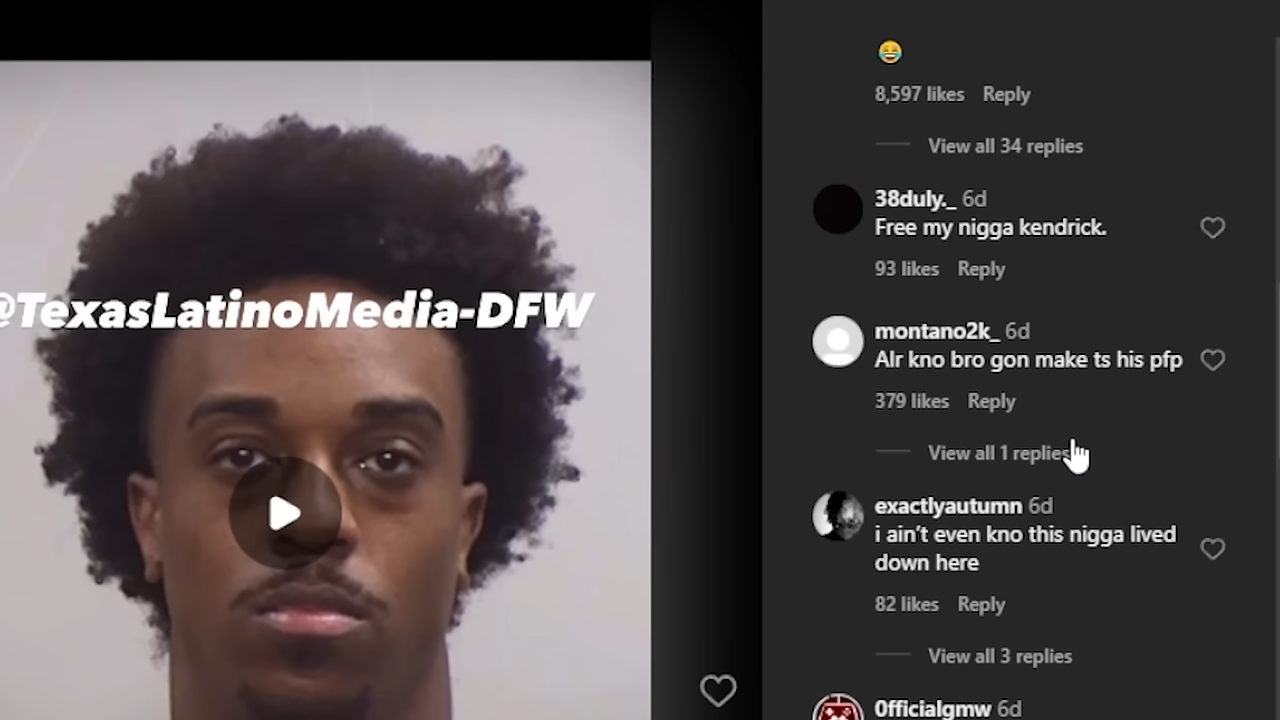 @TexasLatinoMedia-DFW
😂
8,597 likes Reply
View all 34 replies
38duly._ 6d
Free my nigga kendrick.
93 likes Reply
montano2k_ 6d
Alr kno bro gon make ts his pfp
379 likes Reply
View all 1 replies
exactlyautumn 6d
i ain't even kno this nigga lived
down here
82 likes Reply
View all 3 replies
0fficialgmw 6d